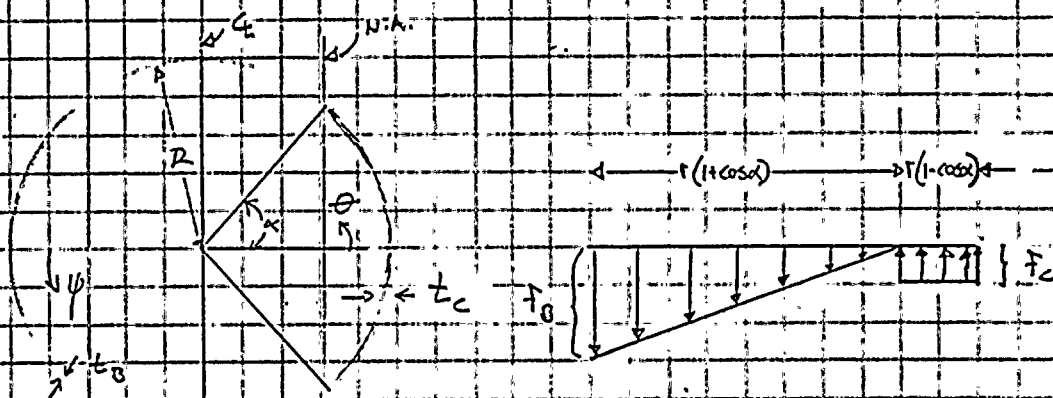 ℄
N.A.
R
θ
α
ψ
t_C
t_B
r(1+cosα)
r(1-cosα)
F_B
F_C